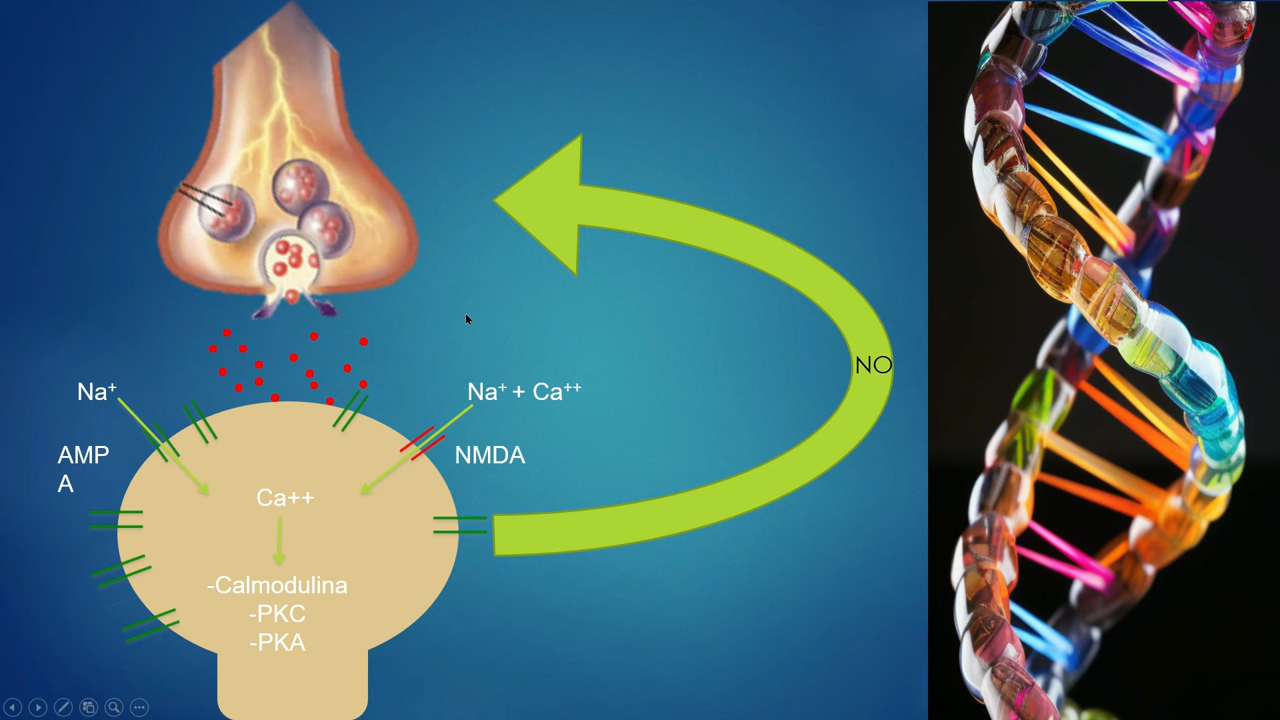 Na⁺
Na⁺ + Ca⁺⁺
NO
AMP
A
NMDA
Ca++
-Calmodulina
-PKC
-PKA